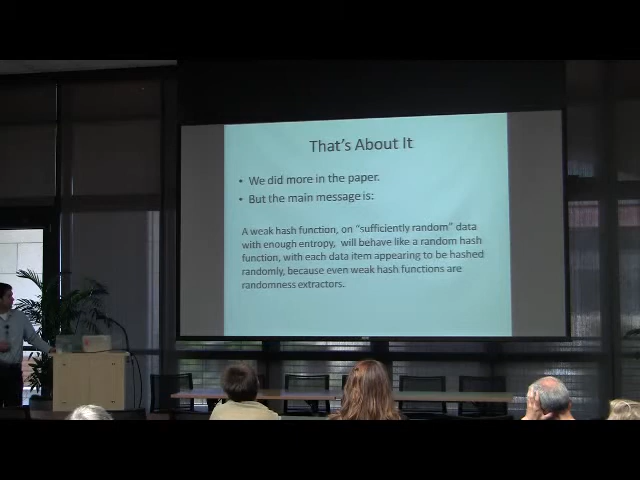 That's About It
• We did more in the paper.
• But the main message is:
A weak hash function, on "sufficiently random" data
with enough entropy, will behave like a random hash
function, with each data item appearing to be hashed
randomly, because even weak hash functions are
randomness extractors.